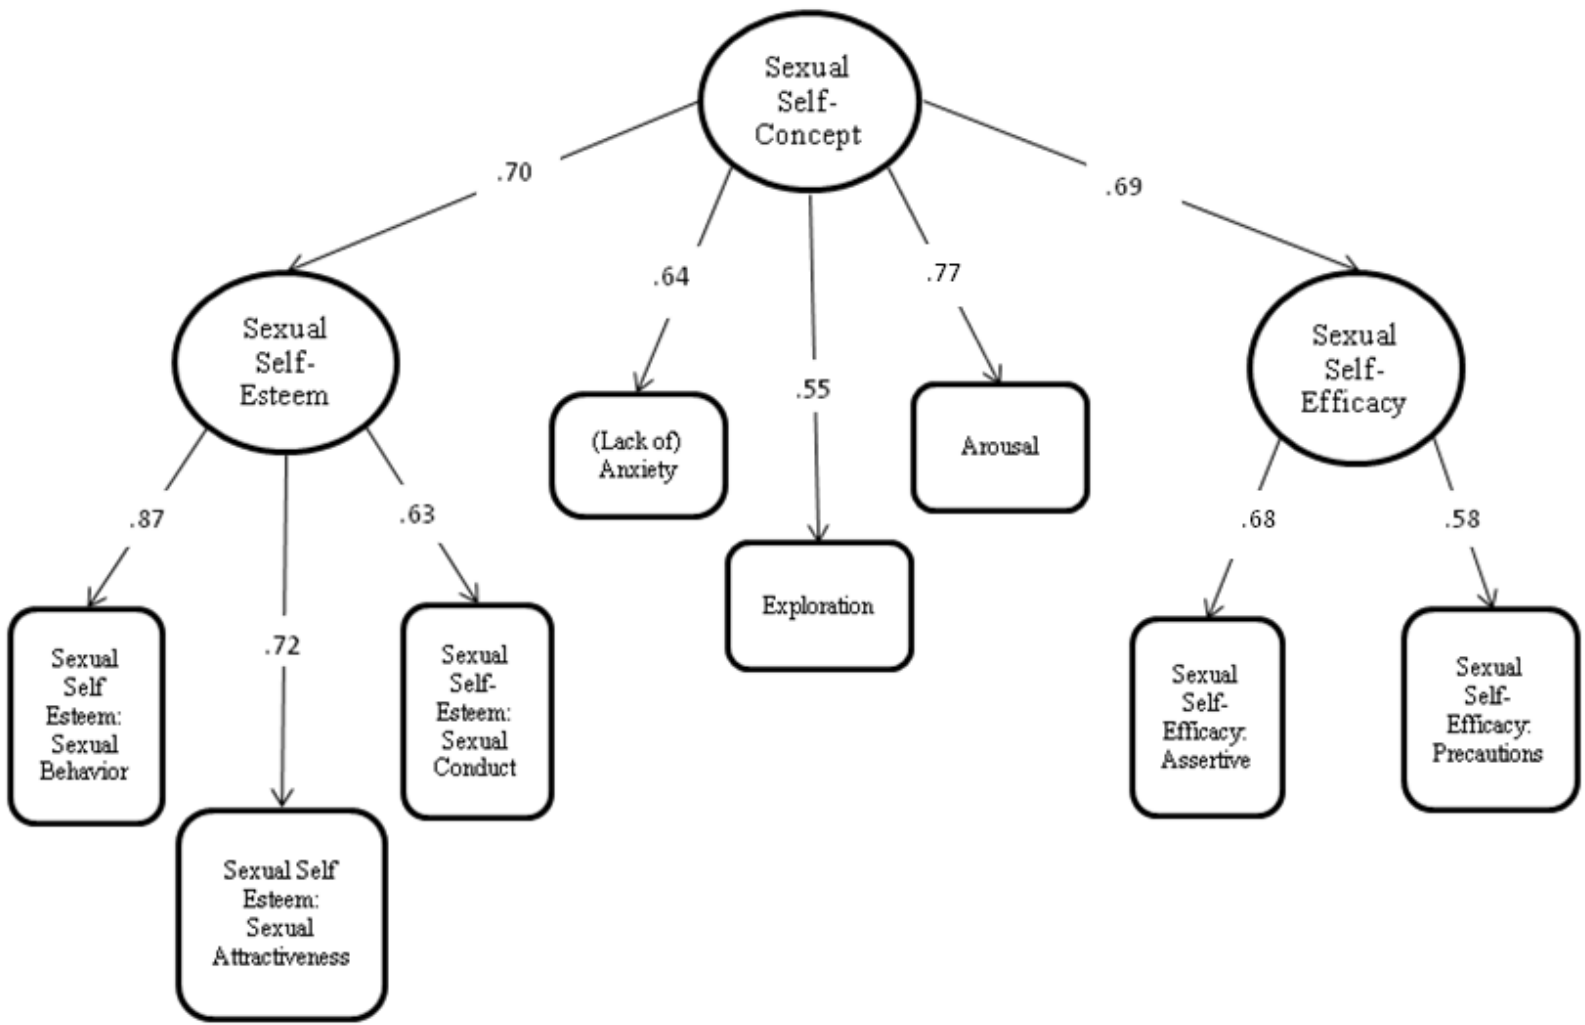 Sexual
Self-
Concept
.70
.69
.64
.77
.55
Sexual
Self-
Esteem
(Lack of)
Anxiety
Arousal
Sexual
Self-
Efficacy
.87
.63
.72
.68
.58
Exploration
Sexual
Self
Esteem:
Sexual
Behavior
Sexual
Self-
Esteem:
Sexual
Conduct
Sexual
Self-
Efficacy:
Assertive
Sexual
Self-
Efficacy:
Precautions
Sexual Self
Esteem:
Sexual
Attractiveness